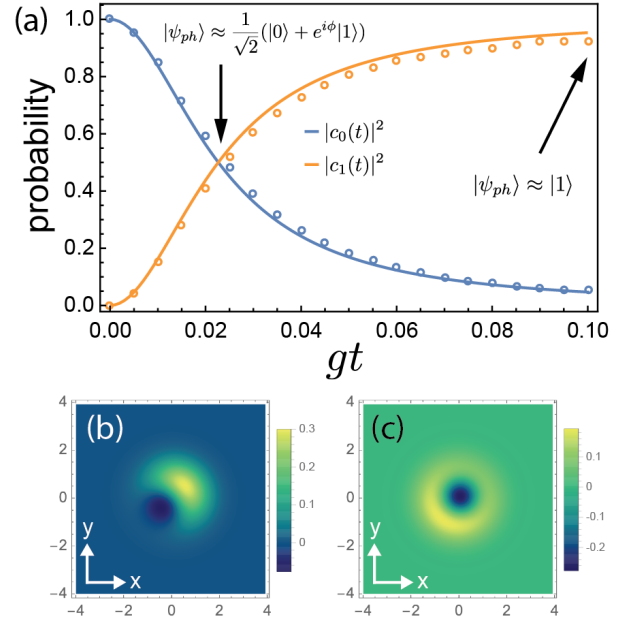 (a)
|ψ_ph⟩ ≈ 1/√2 (|0⟩ + e^{iϕ}|1⟩)
1.0
0.8
0.6
0.4
0.2
0.0
probability
|c₀(t)|²
|c₁(t)|²
|ψ_ph⟩ ≈ |1⟩
0.00 0.02 0.04 0.06 0.08 0.10
gt
(b)
4
2
0
−2
−4
y
x
−4 −2 0 2 4
0.3
0.2
0.1
0
(c)
4
2
0
−2
−4
y
x
−4 −2 0 2 4
0.1
0
-0.1
-0.2